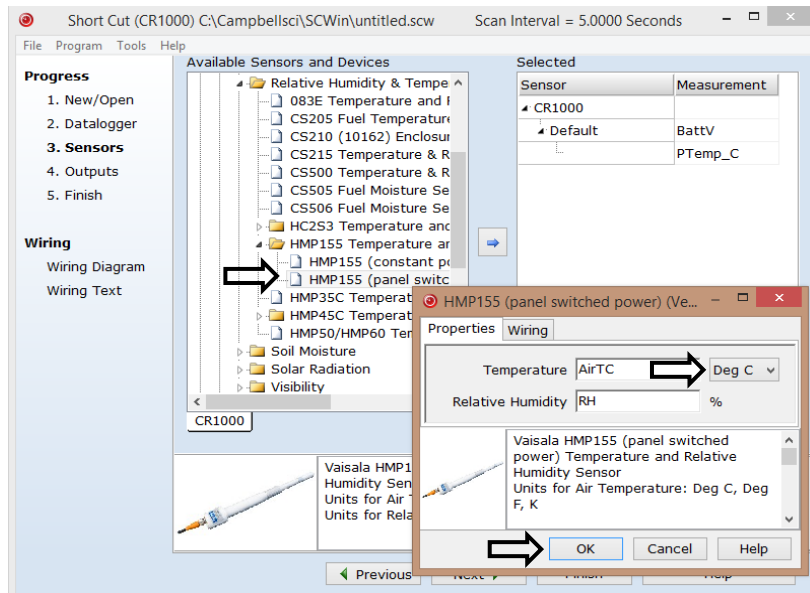 Short Cut (CR1000) C:\Campbellsci\SCWin\untitled.scw Scan Interval = 5.0000 Seconds
File Program Tools Help
Progress
1. New/Open
2. Datalogger
3. Sensors
4. Outputs
5. Finish
Wiring
Wiring Diagram
Wiring Text
Available Sensors and Devices
Relative Humidity & Tempe
083E Temperature and
CS205 Fuel Temperature
CS210 (10162) Enclosur
CS215 Temperature & R
CS500 Temperature & R
CS505 Fuel Moisture Se
CS506 Fuel Moisture Se
HC2S3 Temperature and
HMP155 Temperature ar
HMP155 (constant po
HMP155 (panel switc
HMP35C Temperat
HMP45C Temperat
HMP50/HMP60 Ter
Soil Moisture
Solar Radiation
Visibility
CR1000
Selected
Sensor Measurement
CR1000
Default BattV
PTemp_C
Vaisala HMP1
Humidity Sen
Units for Air
Units for Rela
Previous Next Finish Help
HMP155 (panel switched power) (Ve...
Properties Wiring
Temperature AirTC Deg C
Relative Humidity RH %
Vaisala HMP155 (panel switched
power) Temperature and Relative
Humidity Sensor
Units for Air Temperature: Deg C, Deg
F, K
OK Cancel Help